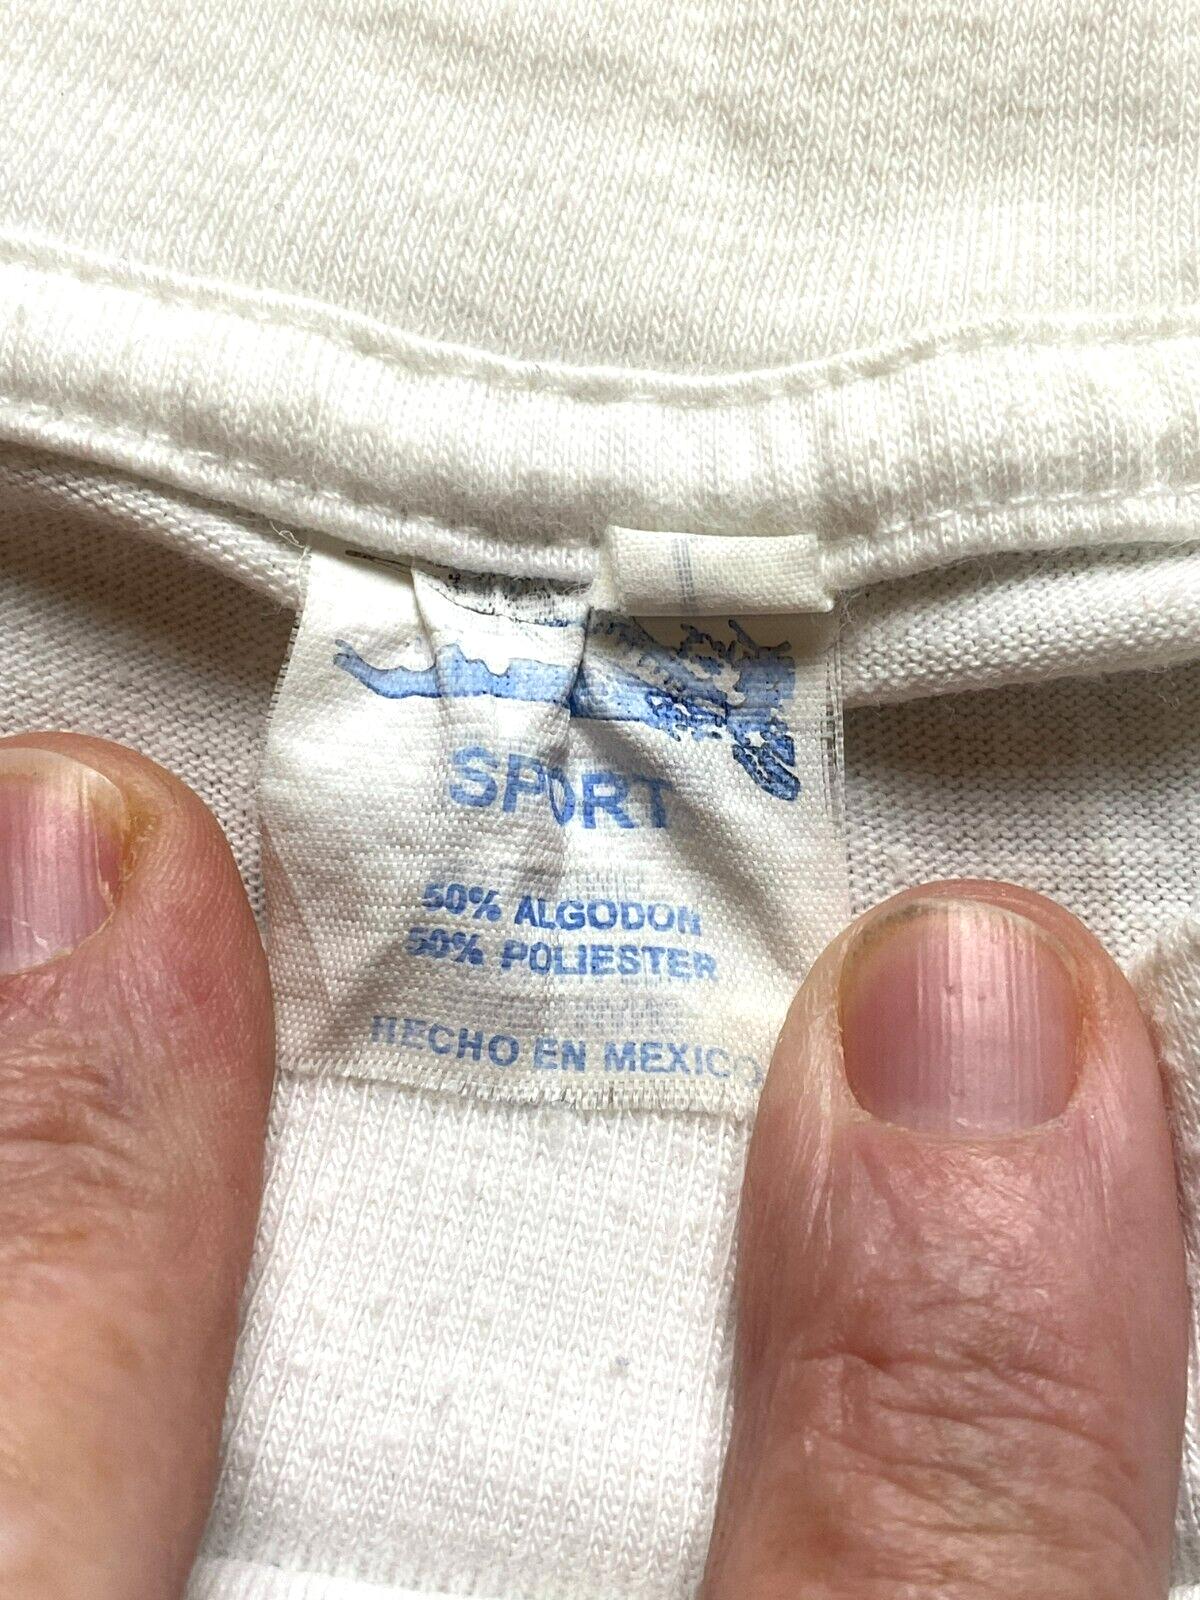 SPORT
50% ALGODON
50% POLIESTER
HECHO EN MEXICO